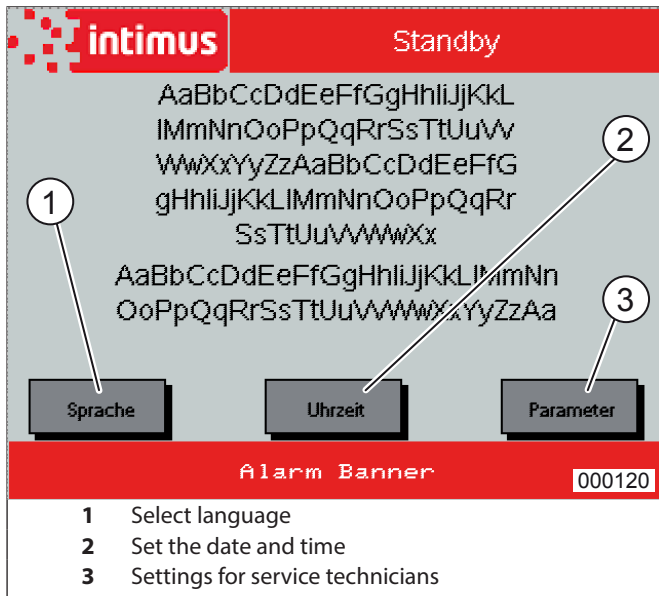 intimus Standby
AaBbCcDdEeFfGgHhIiJjKkL
lMmNnOoPpQqRrSsTtUuVv
WwXxYyZzAaBbCcDdEeFfG
gHhIiJjKkLlMmNnOoPpQqRr
SsTtUuVvWwXx
AaBbCcDdEeFfGgHhIiJjKkLlMmNn
OoPpQqRrSsTtUuVvWwXxYyZzAa
1 2 3
Sprache Uhrzeit Parameter
Alarm Banner 000120
1 Select language
2 Set the date and time
3 Settings for service technicians